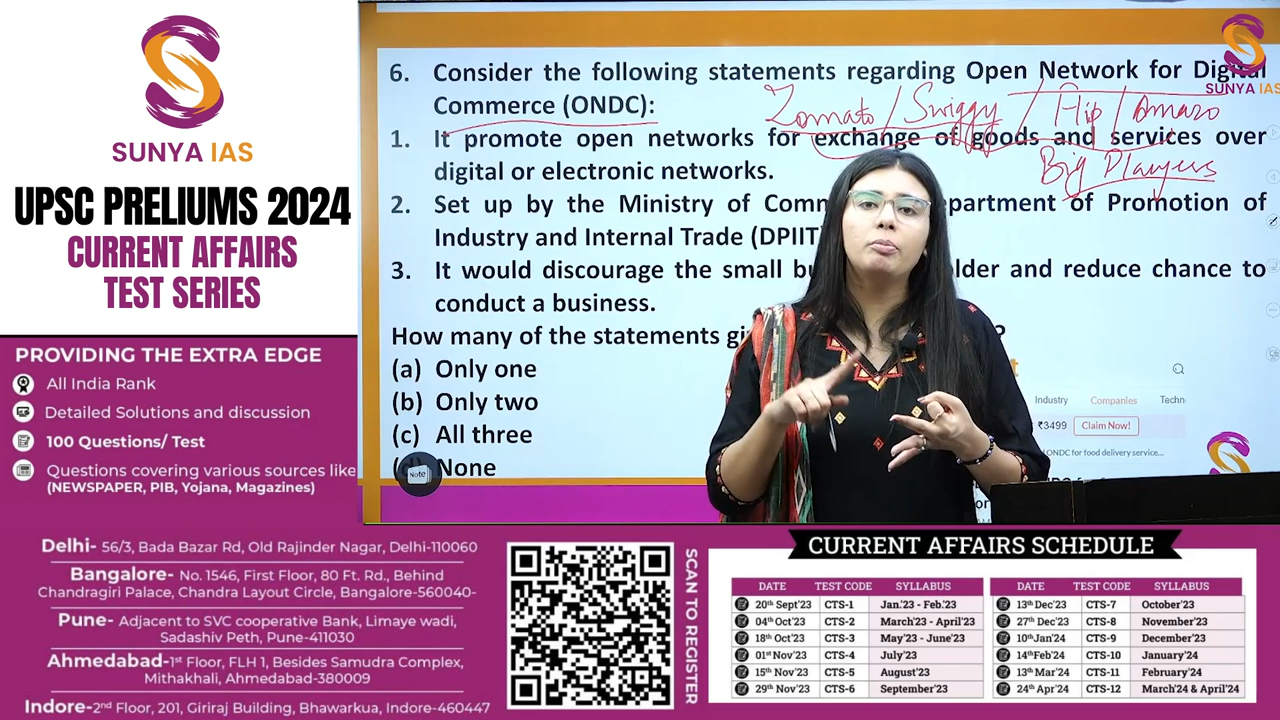 SUNYA IAS
UPSC PRELIUMS 2024
CURRENT AFFAIRS
TEST SERIES
PROVIDING THE EXTRA EDGE
All India Rank
Detailed Solutions and discussion
100 Questions/ Test
Questions covering various sources like
(NEWSPAPER, PIB, Yojana, Magazines)
SUNYA IAS
6. Consider the following statements regarding Open Network for Digital
Commerce (ONDC):
Zomato / Swiggy / Flip / Amazo
1. It promote open networks for exchange of goods and services over
digital or electronic networks.
Big Players
2. Set up by the Ministry of Comm epartment of Promotion of
Industry and Internal Trade (DPIIT
3. It would discourage the small bu older and reduce chance to
conduct a business.
How many of the statements gi ?
(a) Only one
(b) Only two
(c) All three
(d) None
Note
Industry Companies Techn
₹3499 Claim Now!
ONDC for food delivery service...
Delhi- 56/3, Bada Bazar Rd, Old Rajinder Nagar, Delhi-110060
Bangalore- No. 1546, First Floor, 80 Ft. Rd., Behind
Chandragiri Palace, Chandra Layout Circle, Bangalore-560040-
Pune- Adjacent to SVC cooperative Bank, Limaye wadi,
Sadashiv Peth, Pune-411030
Ahmedabad-1st Floor, FLH 1, Besides Samudra Complex,
Mithakhali, Ahmedabad-380009
Indore-2nd Floor, 201, Giriraj Building, Bhawarkua, Indore-460447
SCAN TO REGISTER
CURRENT AFFAIRS SCHEDULE
DATE TEST CODE SYLLABUS
20th Sept'23 CTS-1 Jan.'23 - Feb.'23
04th Oct'23 CTS-2 March'23 - April'23
18th Oct'23 CTS-3 May'23 - June'23
01st Nov'23 CTS-4 July'23
15th Nov'23 CTS-5 August'23
29th Nov'23 CTS-6 September'23
DATE TEST CODE SYLLABUS
13th Dec'23 CTS-7 October'23
27th Dec'23 CTS-8 November'23
10th Jan'24 CTS-9 December'23
14th Feb'24 CTS-10 January'24
13th Mar'24 CTS-11 February'24
24th Apr'24 CTS-12 March'24 & April'24